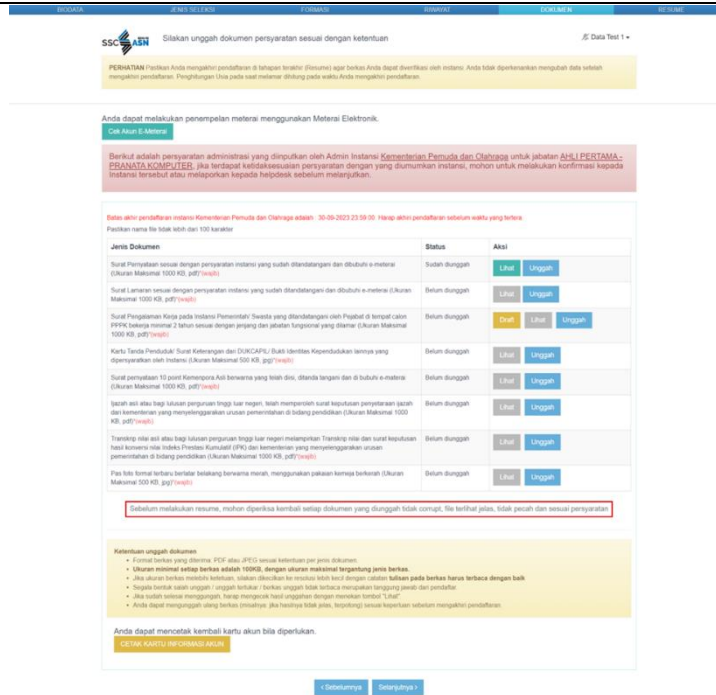 BIODATA JENIS SELEKSI FORMASI RIWAYAT DOKUMEN RESUME
SSC ASN Silakan unggah dokumen persyaratan sesuai dengan ketentuan Data Test 1
PERHATIAN Pastikan Anda mengakhiri pendaftaran di tahapan terakhir (Resume) agar berkas Anda dapat diverifikasi oleh instansi. Anda tidak diperkenankan mengubah data setelah
mengakhiri pendaftaran. Penghitungan Usia pada saat melamar dihitung pada waktu Anda mengakhiri pendaftaran.
Anda dapat melakukan penempelan meterai menggunakan Meterai Elektronik.
Cek Akun E-Meterai
Berikut adalah persyaratan administrasi yang diinputkan oleh Admin Instansi Kementerian Pemuda dan Olahraga untuk jabatan AHLI PERTAMA -
PRANATA KOMPUTER, jika terdapat ketidaksesuaian persyaratan dengan yang diumumkan instansi, mohon untuk melakukan konfirmasi kepada
instansi tersebut atau melaporkan kepada helpdesk sebelum melanjutkan.
Batas akhir pendaftaran instansi Kementerian Pemuda dan Olahraga adalah : 30-09-2023 23:59:00. Harap akhiri pendaftaran sebelum waktu yang tertera
Pastikan nama file tidak lebih dari 100 karakter
Jenis Dokumen Status Aksi
Surat Pernyataan sesuai dengan persyaratan instansi yang sudah ditandatangani dan dibubuhi e-meterai Sudah diunggah Lihat Unggah
(Ukuran Maksimal 1000 KB, pdf)*(wajib)
Surat Lamaran sesuai dengan persyaratan instansi yang sudah ditandatangani dan dibubuhi e-meterai (Ukuran Belum diunggah Lihat Unggah
Maksimal 1000 KB, pdf)*(wajib)
Surat Pengalaman Kerja pada Instansi Pemerintah/ Swasta yang ditandatangani oleh Pejabat di tempat calon Belum diunggah Draft Lihat Unggah
PPPK bekerja minimal 2 tahun sesuai dengan jenjang dan jabatan fungsional yang dilamar (Ukuran Maksimal
1000 KB, pdf)*(wajib)
Kartu Tanda Penduduk/ Surat Keterangan dari DUKCAPIL/ Bukti Identitas Kependudukan lainnya yang Belum diunggah Lihat Unggah
dipersyaratkan oleh Instansi (Ukuran Maksimal 500 KB, jpg)*(wajib)
Surat pernyataan 10 point Kemenpora Asli berwarna yang telah diisi, ditanda tangani dan di bubuhi e-materai Belum diunggah Lihat Unggah
(Ukuran Maksimal 1000 KB, pdf)*(wajib)
Ijazah asli atau bagi lulusan perguruan tinggi luar negeri, telah memperoleh surat keputusan penyetaraan ijazah Belum diunggah Lihat Unggah
dari kementerian yang menyelenggarakan urusan pemerintahan di bidang pendidikan (Ukuran Maksimal 1000
KB, pdf)*(wajib)
Transkrip nilai asli atau bagi lulusan perguruan tinggi luar negeri melampirkan Transkrip nilai dan surat keputusan Belum diunggah Lihat Unggah
hasil konversi nilai Indeks Prestasi Kumulatif (IPK) dari kementerian yang menyelenggarakan urusan
pemerintahan di bidang pendidikan (Ukuran Maksimal 1000 KB, pdf)*(wajib)
Pas foto formal terbaru berlatar belakang berwarna merah, menggunakan pakaian kemeja berkerah (Ukuran Belum diunggah Lihat Unggah
Maksimal 500 KB, jpg)*(wajib)
Sebelum melakukan resume, mohon diperiksa kembali setiap dokumen yang diunggah tidak corrupt, file terlihat jelas, tidak pecah dan sesuai persyaratan
Ketentuan unggah dokumen
• Format berkas yang diterima: PDF atau JPEG sesuai ketentuan per jenis dokumen.
• Ukuran minimal setiap berkas adalah 100KB, dengan ukuran maksimal tergantung jenis berkas.
• Jika ukuran berkas melebihi ketetuan, silakan dikecilkan ke resolusi lebih kecil dengan catatan tulisan pada berkas harus terbaca dengan baik
• Segala bentuk salah unggah / unggah tertukar / berkas unggah tidak terbaca merupakan tanggung jawab dari pendaftar.
• Jika sudah selesai mengunggah, harap mengecek hasil unggahan dengan menekan tombol "Lihat".
• Anda dapat mengunggah ulang berkas (misalnya: jika hasilnya tidak jelas, terpotong) sesuai keperluan sebelum mengakhiri pendaftaran.
Anda dapat mencetak kembali kartu akun bila diperlukan.
CETAK KARTU INFORMASI AKUN
< Sebelumnya Selanjutnya >